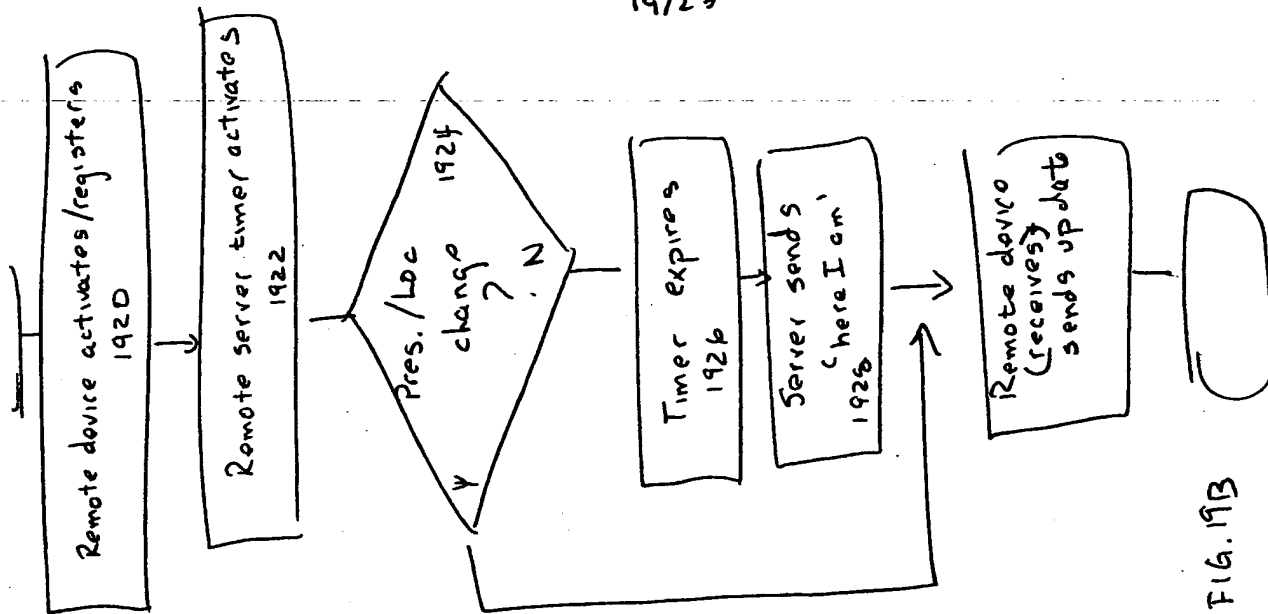 19/25
Remote device activates/registers
1920
Remote server timer activates
1922
Pres./Loc
change
?
1924
Y
N
Timer expires
1926
Server sends
'here I am'
1928
Remote device
(receives)
sends update
FIG. 19B